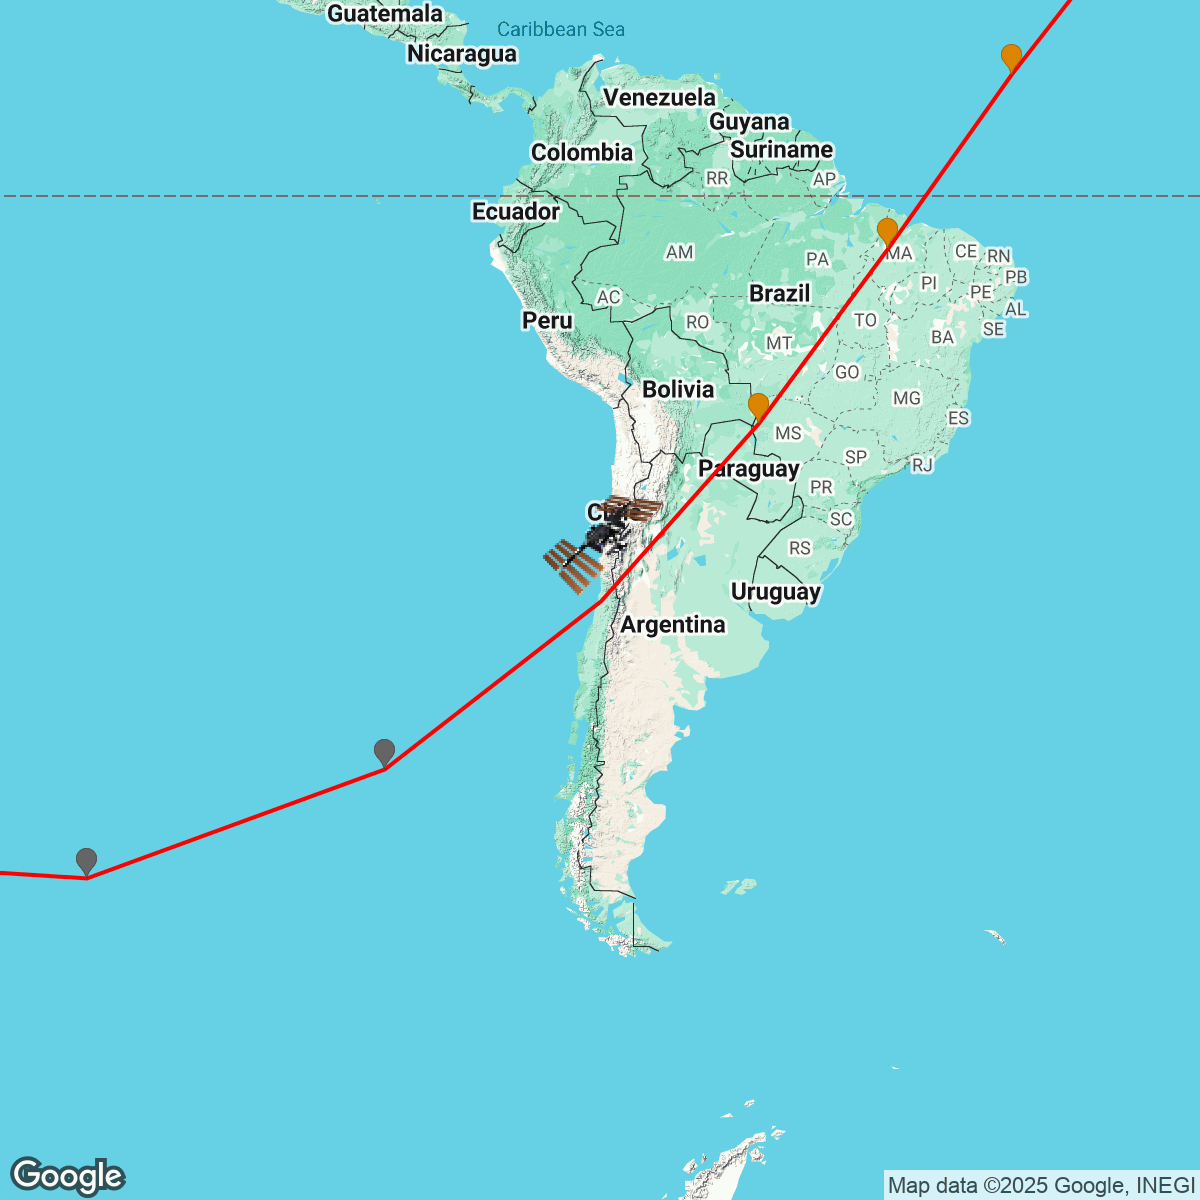 Guatemala
Caribbean Sea
Nicaragua
Venezuela
Guyana
Colombia
Suriname
RR
AP
Ecuador
AM
PA
MA
CE
RN
PI
PB
PE
AC
Brazil
AL
Peru
RO
TO
SE
MT
BA
GO
Bolivia
MG
ES
MS
SP
Paraguay
RJ
PR
SC
RS
Uruguay
Argentina
Google
Map data ©2025 Google, INEGI